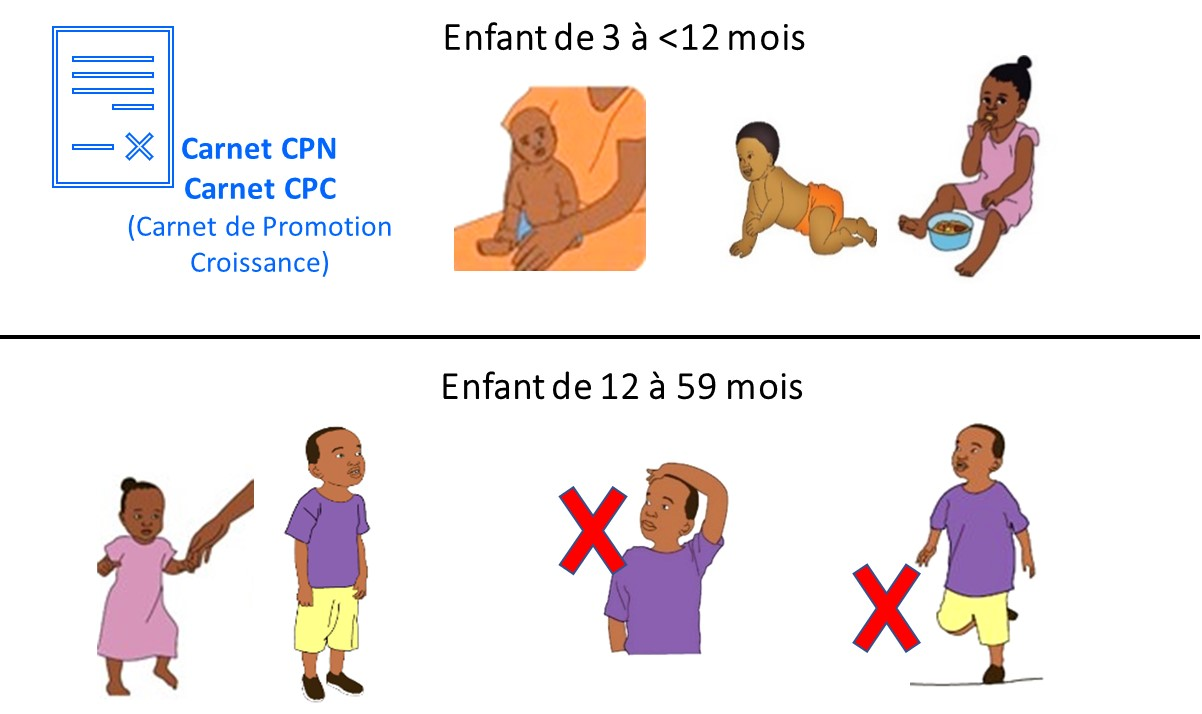 Enfant de 3 à <12 mois
Carnet CPN
Carnet CPC
(Carnet de Promotion
Croissance)
Enfant de 12 à 59 mois